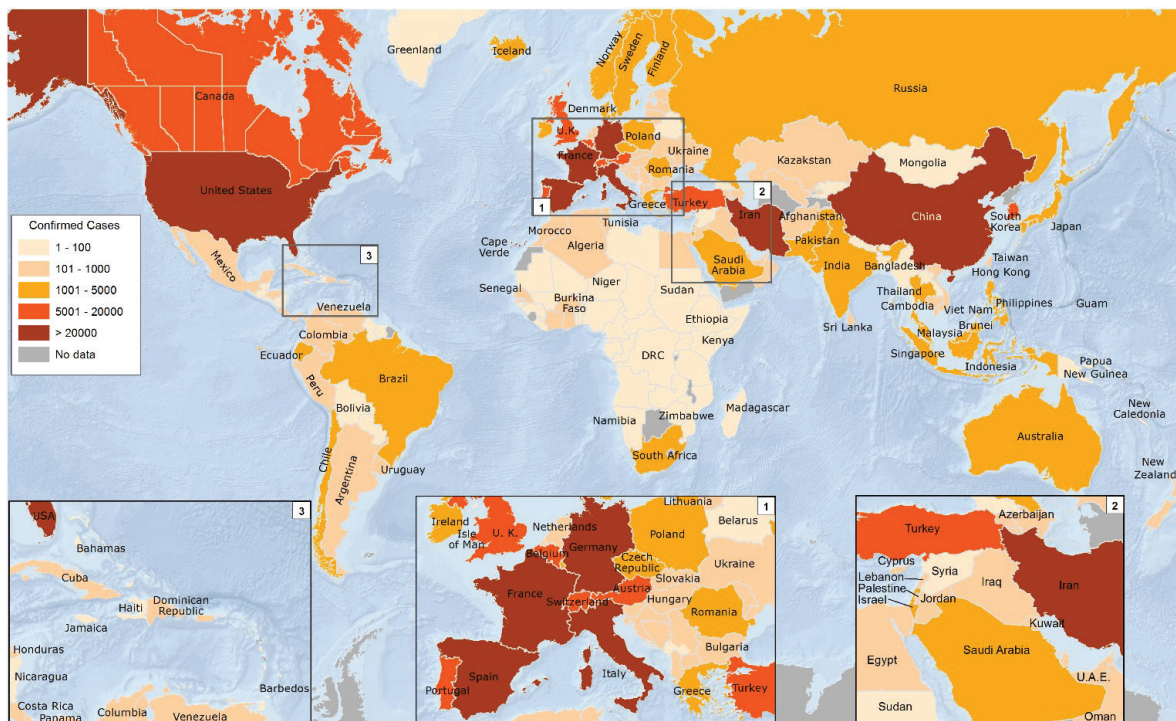 Greenland
Iceland
Norway
Sweden
Finland
Russia
Canada
Denmark
U.K.
Poland
Ukraine
France
Romania
Kazakstan
Mongolia
United States
1
Greece
Turkey
2
Iran
Afghanistan
China
South
Korea
Japan
Confirmed Cases
1 - 100
101 - 1000
1001 - 5000
5001 - 20000
> 20000
No data
Mexico
3
Venezuela
Colombia
Ecuador
Peru
Brazil
Bolivia
Chile
Argentina
Uruguay
Tunisia
Morocco
Algeria
Cape
Verde
Senegal
Niger
Burkina
Faso
Sudan
Saudi
Arabia
Ethiopia
Kenya
DRC
Namibia
Zimbabwe
Madagascar
South Africa
Pakistan
India
Bangladesh
Taiwan
Hong Kong
Thailand
Cambodia
Viet Nam
Philippines
Guam
Sri Lanka
Malaysia
Brunei
Singapore
Indonesia
Papua
New Guinea
New
Caledonia
Australia
New
Zealand
3
USA
Bahamas
Cuba
Haiti
Dominican
Republic
Jamaica
Honduras
Nicaragua
Barbedos
Costa Rica
Panama
Columbia
Venezuela
1
Lithuania
Ireland
Isle
of Man
U. K.
Netherlands
Belarus
Poland
Belgium
Germany
Czech
Republic
Ukraine
Slovakia
France
Austria
Switzerland
Hungary
Romania
Bulgaria
Portugal
Spain
Italy
Greece
Turkey
2
Azerbaijan
Turkey
Cyprus
Syria
Lebanon
Palestine
Israel
Jordan
Iraq
Iran
Kuwait
Saudi Arabia
Egypt
U.A.E.
Sudan
Oman